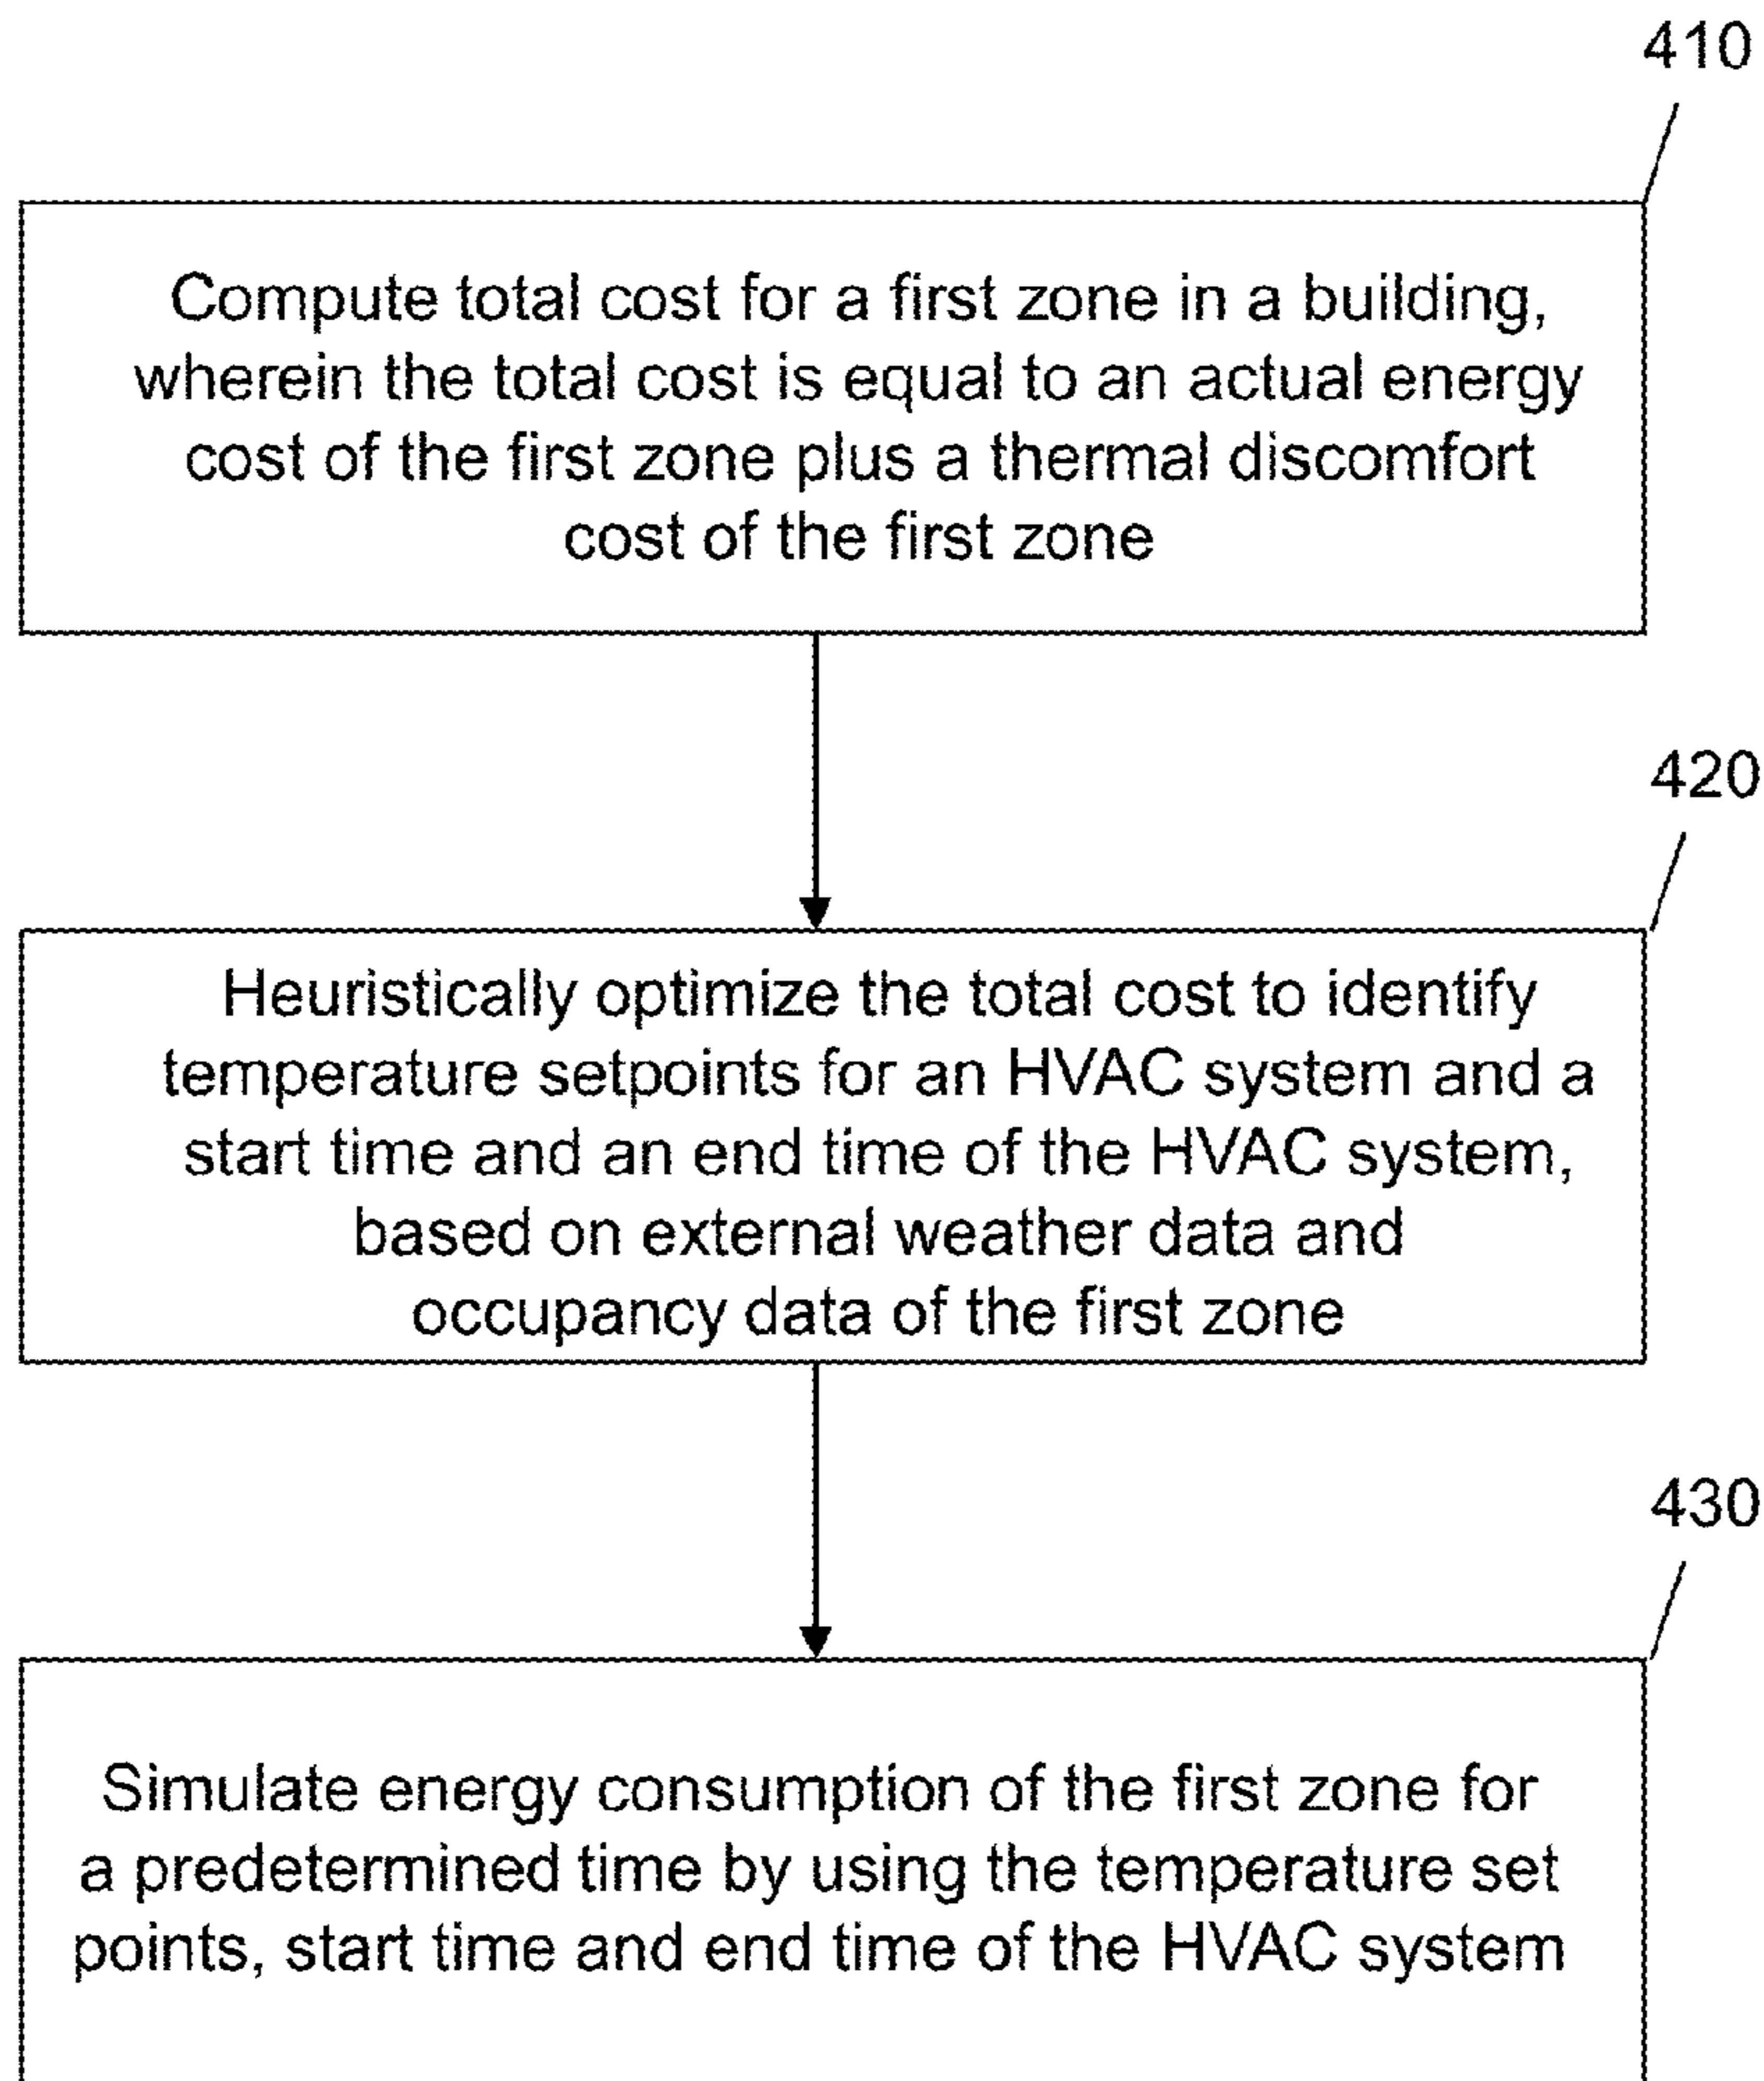 410
Compute total cost for a first zone in a building,
wherein the total cost is equal to an actual energy
cost of the first zone plus a thermal discomfort
cost of the first zone
420
Heuristically optimize the total cost to identify
temperature setpoints for an HVAC system and a
start time and an end time of the HVAC system,
based on external weather data and
occupancy data of the first zone
430
Simulate energy consumption of the first zone for
a predetermined time by using the temperature set
points, start time and end time of the HVAC system